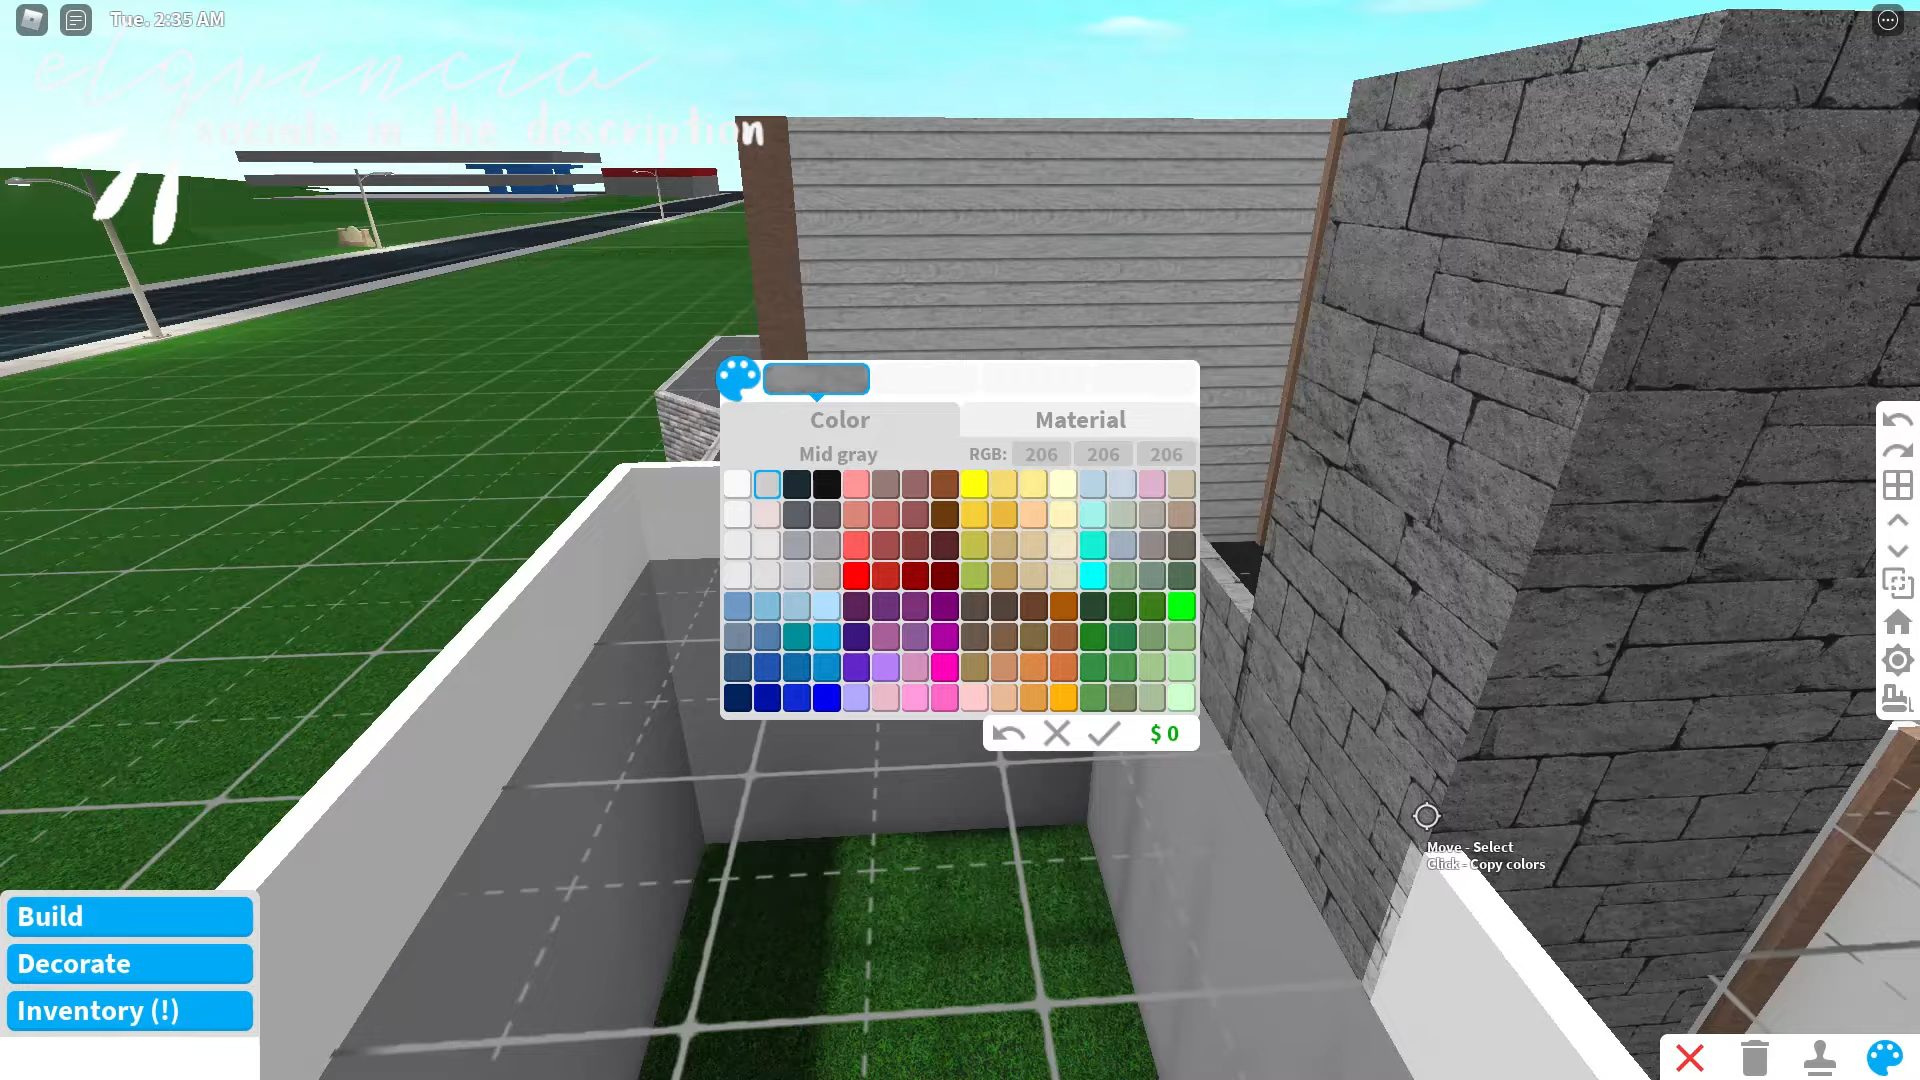 Tue. 2:35 AM
elgvincia
socials in the description
Color
Material
Mid gray
RGB: 206 206 206
$ 0
Move - Select
Click - Copy colors
Build
Decorate
Inventory (!)